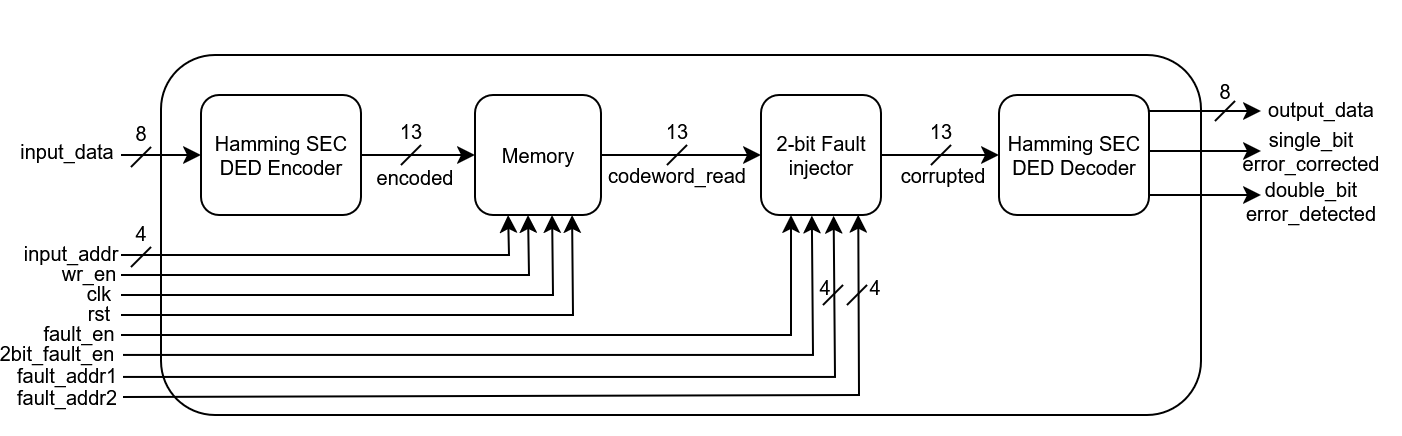 8
13
13
13
8
input_data
Hamming SEC
DED Encoder
encoded
Memory
codeword_read
2-bit Fault
injector
corrupted
Hamming SEC
DED Decoder
output_data
single_bit
error_corrected
double_bit
error_detected
4
input_addr
wr_en
clk
rst
4
4
fault_en
2bit_fault_en
fault_addr1
fault_addr2